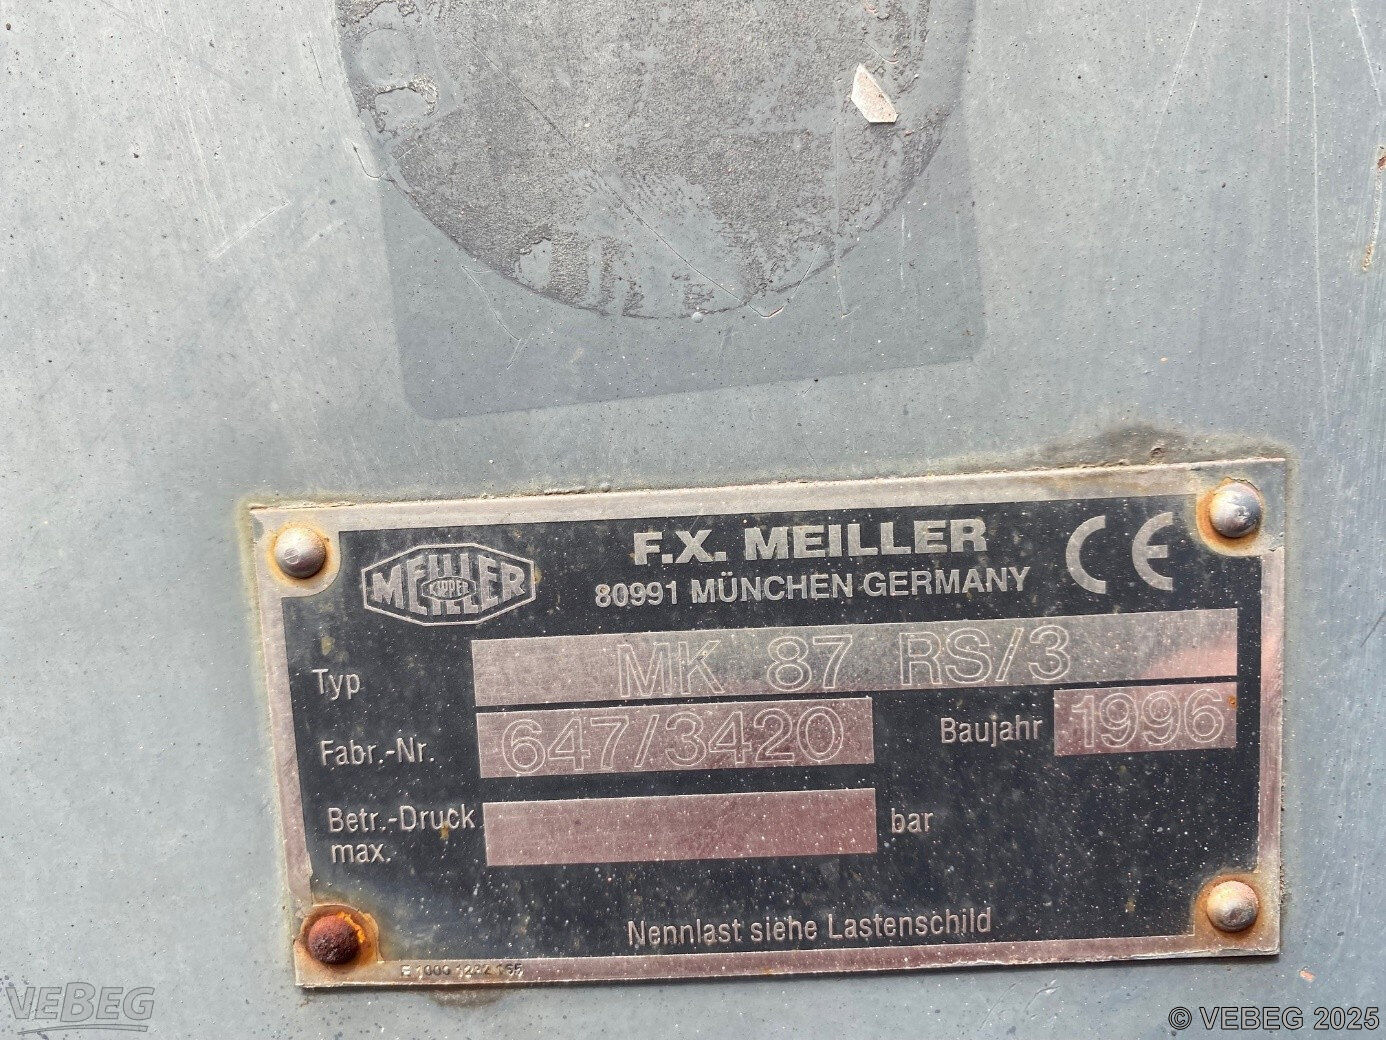 F.X. MEILLER
80991 MÜNCHEN GERMANY
MEILLER
KIPPER
CE
Typ MK 87 RS/3
Fabr.-Nr. 647/3420 Baujahr 1996
Betr.-Druck bar
max.
Nennlast siehe Lastenschild
VEBEG
© VEBEG 2025